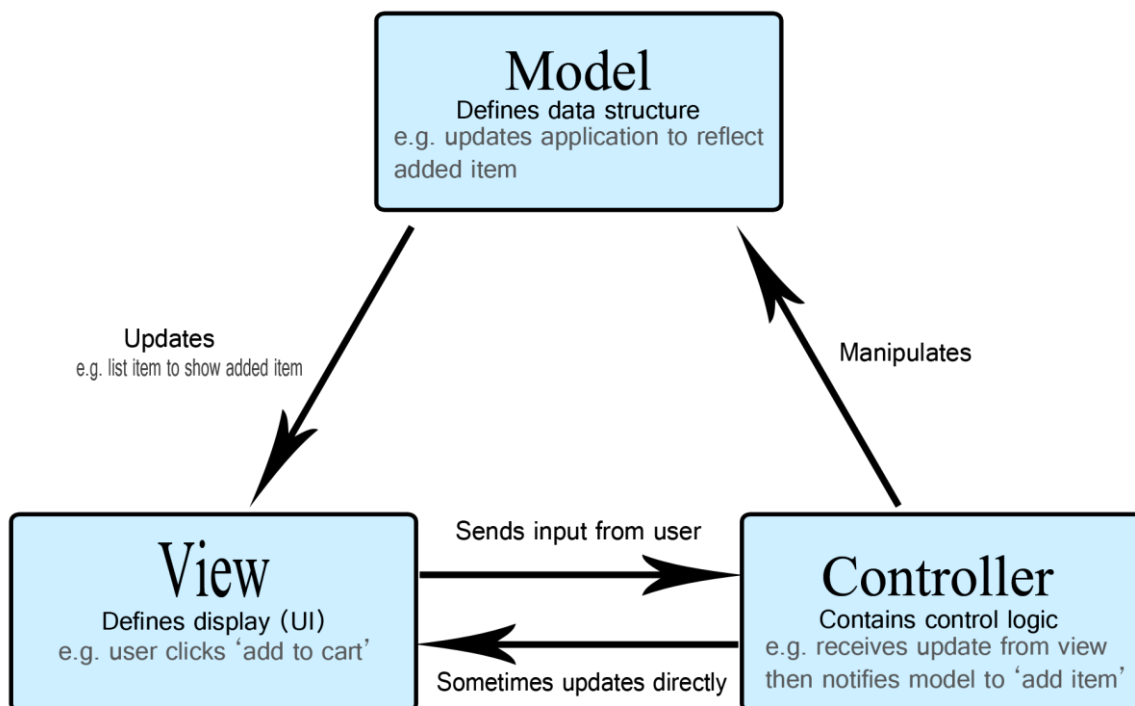 Model
Defines data structure
e.g. updates application to reflect
added item
Updates
e.g. list item to show added item
Manipulates
View
Defines display (UI)
e.g. user clicks ‘add to cart’
Sends input from user
Sometimes updates directly
Controller
Contains control logic
e.g. receives update from view
then notifies model to ‘add item’